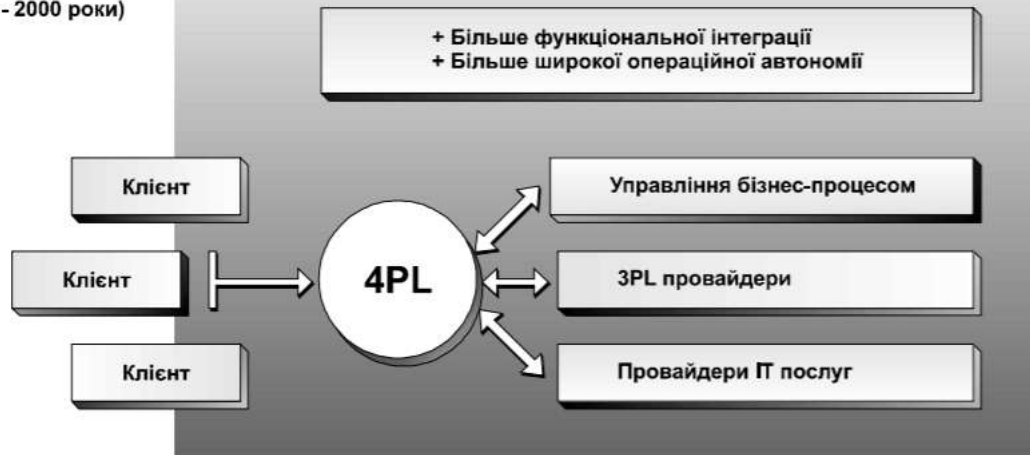 - 2000 роки)
+ Більше функціональної інтеграції
+ Більше широкої операційної автономії
Клієнт
Управління бізнес-процесом
Клієнт
4PL
3PL провайдери
Клієнт
Провайдери ІТ послуг